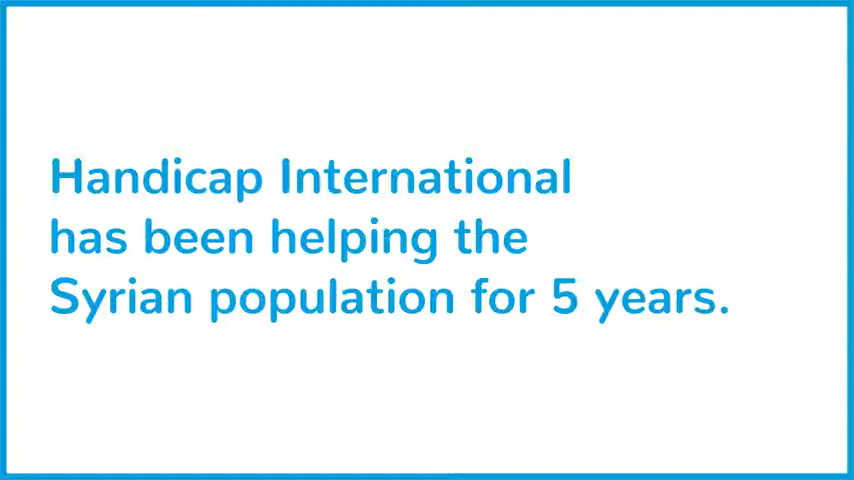 Handicap International
has been helping the
Syrian population for 5 years.